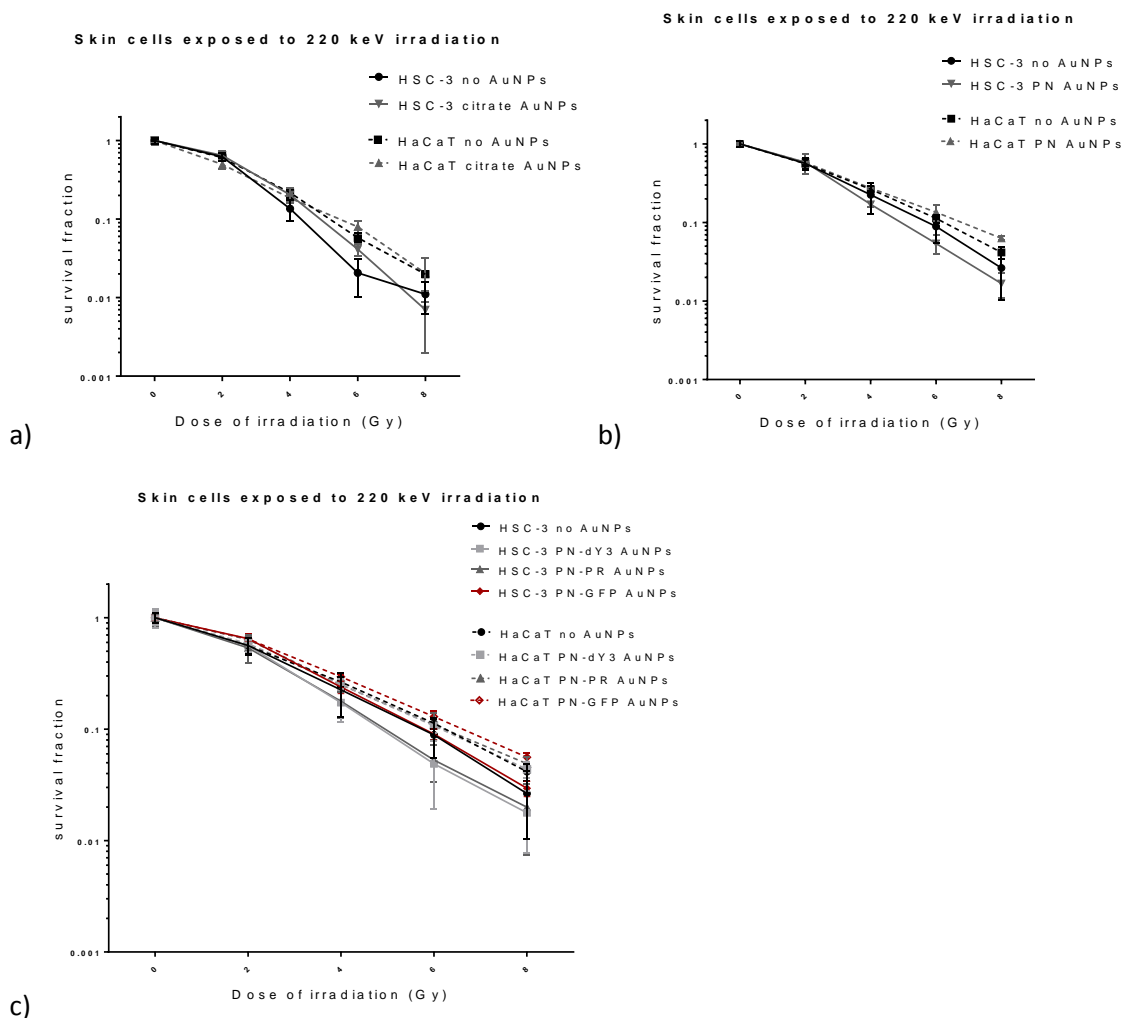 Skin cells exposed to 220 keV irradiation
HSC-3 no AuNPs
HSC-3 citrate AuNPs
HaCaT no AuNPs
HaCaT citrate AuNPs
survival fraction
1
0.1
0.01
0.001
0 2 4 6 8
Dose of irradiation (Gy)
a)
Skin cells exposed to 220 keV irradiation
HSC-3 no AuNPs
HSC-3 PN AuNPs
HaCaT no AuNPs
HaCaT PN AuNPs
survival fraction
1
0.1
0.01
0.001
0 2 4 6 8
Dose of irradiation (Gy)
b)
Skin cells exposed to 220 keV irradiation
HSC-3 no AuNPs
HSC-3 PN-dY3 AuNPs
HSC-3 PN-PR AuNPs
HSC-3 PN-GFP AuNPs
HaCaT no AuNPs
HaCaT PN-dY3 AuNPs
HaCaT PN-PR AuNPs
HaCaT PN-GFP AuNPs
survival fraction
1
0.1
0.01
0.001
0 2 4 6 8
Dose of irradiation (Gy)
c)